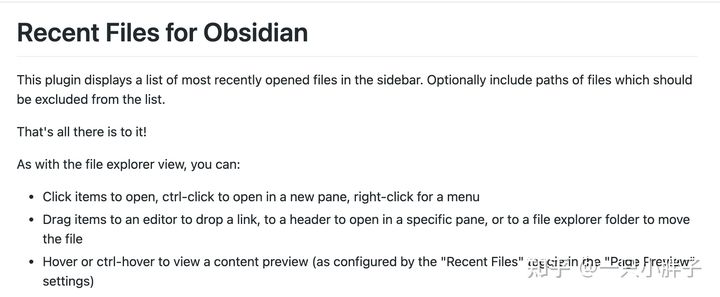 Recent Files for Obsidian
This plugin displays a list of most recently opened files in the sidebar. Optionally include paths of files which should
be excluded from the list.
That's all there is to it!
As with the file explorer view, you can:
• Click items to open, ctrl-click to open in a new pane, right-click for a menu
• Drag items to an editor to drop a link, to a header to open in a specific pane, or to a file explorer folder to move
the file
• Hover or ctrl-hover to view a content preview (as configured by the "Recent Files" toggle in the "Page Preview"
settings)
知乎 @一只小胖子